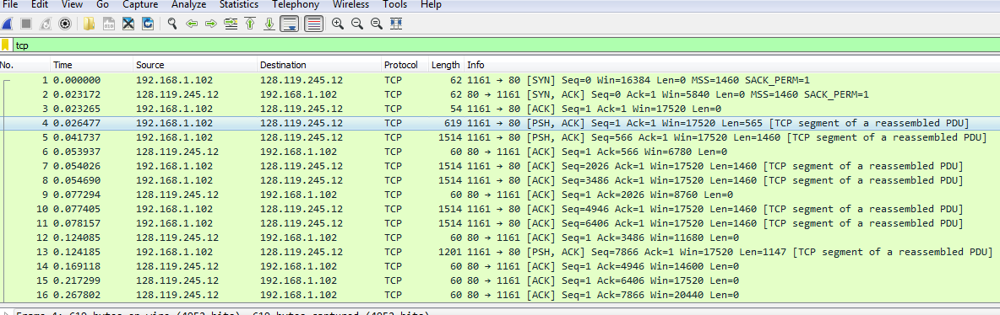 File Edit View Go Capture Analyze Statistics Telephony Wireless Tools Help
tcp
No. Time Source Destination Protocol Length Info
1 0.000000 192.168.1.102 128.119.245.12 TCP 62 1161 → 80 [SYN] Seq=0 Win=16384 Len=0 MSS=1460 SACK_PERM=1
2 0.023172 128.119.245.12 192.168.1.102 TCP 62 80 → 1161 [SYN, ACK] Seq=0 Ack=1 Win=5840 Len=0 MSS=1460 SACK_PERM=1
3 0.023265 192.168.1.102 128.119.245.12 TCP 54 1161 → 80 [ACK] Seq=1 Ack=1 Win=17520 Len=0
4 0.026477 192.168.1.102 128.119.245.12 TCP 619 1161 → 80 [PSH, ACK] Seq=1 Ack=1 Win=17520 Len=565 [TCP segment of a reassembled PDU]
5 0.041737 192.168.1.102 128.119.245.12 TCP 1514 1161 → 80 [PSH, ACK] Seq=566 Ack=1 Win=17520 Len=1460 [TCP segment of a reassembled PDU]
6 0.053937 128.119.245.12 192.168.1.102 TCP 60 80 → 1161 [ACK] Seq=1 Ack=566 Win=6780 Len=0
7 0.054026 192.168.1.102 128.119.245.12 TCP 1514 1161 → 80 [ACK] Seq=2026 Ack=1 Win=17520 Len=1460 [TCP segment of a reassembled PDU]
8 0.054690 192.168.1.102 128.119.245.12 TCP 1514 1161 → 80 [ACK] Seq=3486 Ack=1 Win=17520 Len=1460 [TCP segment of a reassembled PDU]
9 0.077294 128.119.245.12 192.168.1.102 TCP 60 80 → 1161 [ACK] Seq=1 Ack=2026 Win=8760 Len=0
10 0.077405 192.168.1.102 128.119.245.12 TCP 1514 1161 → 80 [ACK] Seq=4946 Ack=1 Win=17520 Len=1460 [TCP segment of a reassembled PDU]
11 0.078157 192.168.1.102 128.119.245.12 TCP 1514 1161 → 80 [ACK] Seq=6406 Ack=1 Win=17520 Len=1460 [TCP segment of a reassembled PDU]
12 0.124085 128.119.245.12 192.168.1.102 TCP 60 80 → 1161 [ACK] Seq=1 Ack=3486 Win=11680 Len=0
13 0.124185 192.168.1.102 128.119.245.12 TCP 1201 1161 → 80 [PSH, ACK] Seq=7866 Ack=1 Win=17520 Len=1147 [TCP segment of a reassembled PDU]
14 0.169118 128.119.245.12 192.168.1.102 TCP 60 80 → 1161 [ACK] Seq=1 Ack=4946 Win=14600 Len=0
15 0.217299 128.119.245.12 192.168.1.102 TCP 60 80 → 1161 [ACK] Seq=1 Ack=6406 Win=17520 Len=0
16 0.267802 128.119.245.12 192.168.1.102 TCP 60 80 → 1161 [ACK] Seq=1 Ack=7866 Win=20440 Len=0